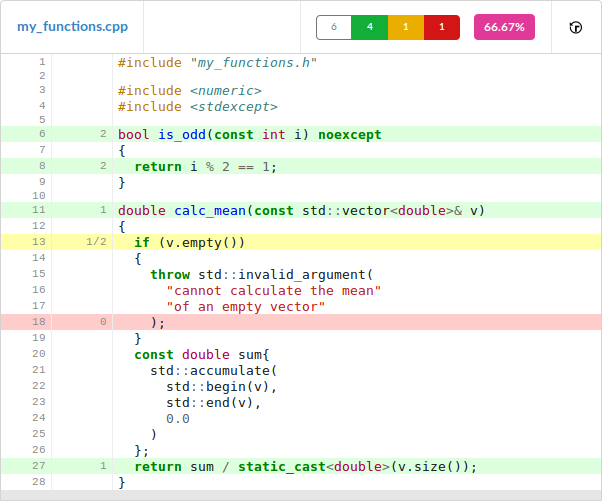 my_functions.cpp 6 4 1 1 66.67%
1 #include "my_functions.h"
2
3 #include <numeric>
4 #include <stdexcept>
5
6 2 bool is_odd(const int i) noexcept
7 {
8 2 return i % 2 == 1;
9 }
10
11 1 double calc_mean(const std::vector<double>& v)
12 {
13 1/2 if (v.empty())
14 {
15 throw std::invalid_argument(
16 "cannot calculate the mean"
17 "of an empty vector"
18 0 );
19 }
20 const double sum{
21 std::accumulate(
22 std::begin(v),
23 std::end(v),
24 0.0
25 )
26 };
27 1 return sum / static_cast<double>(v.size());
28 }